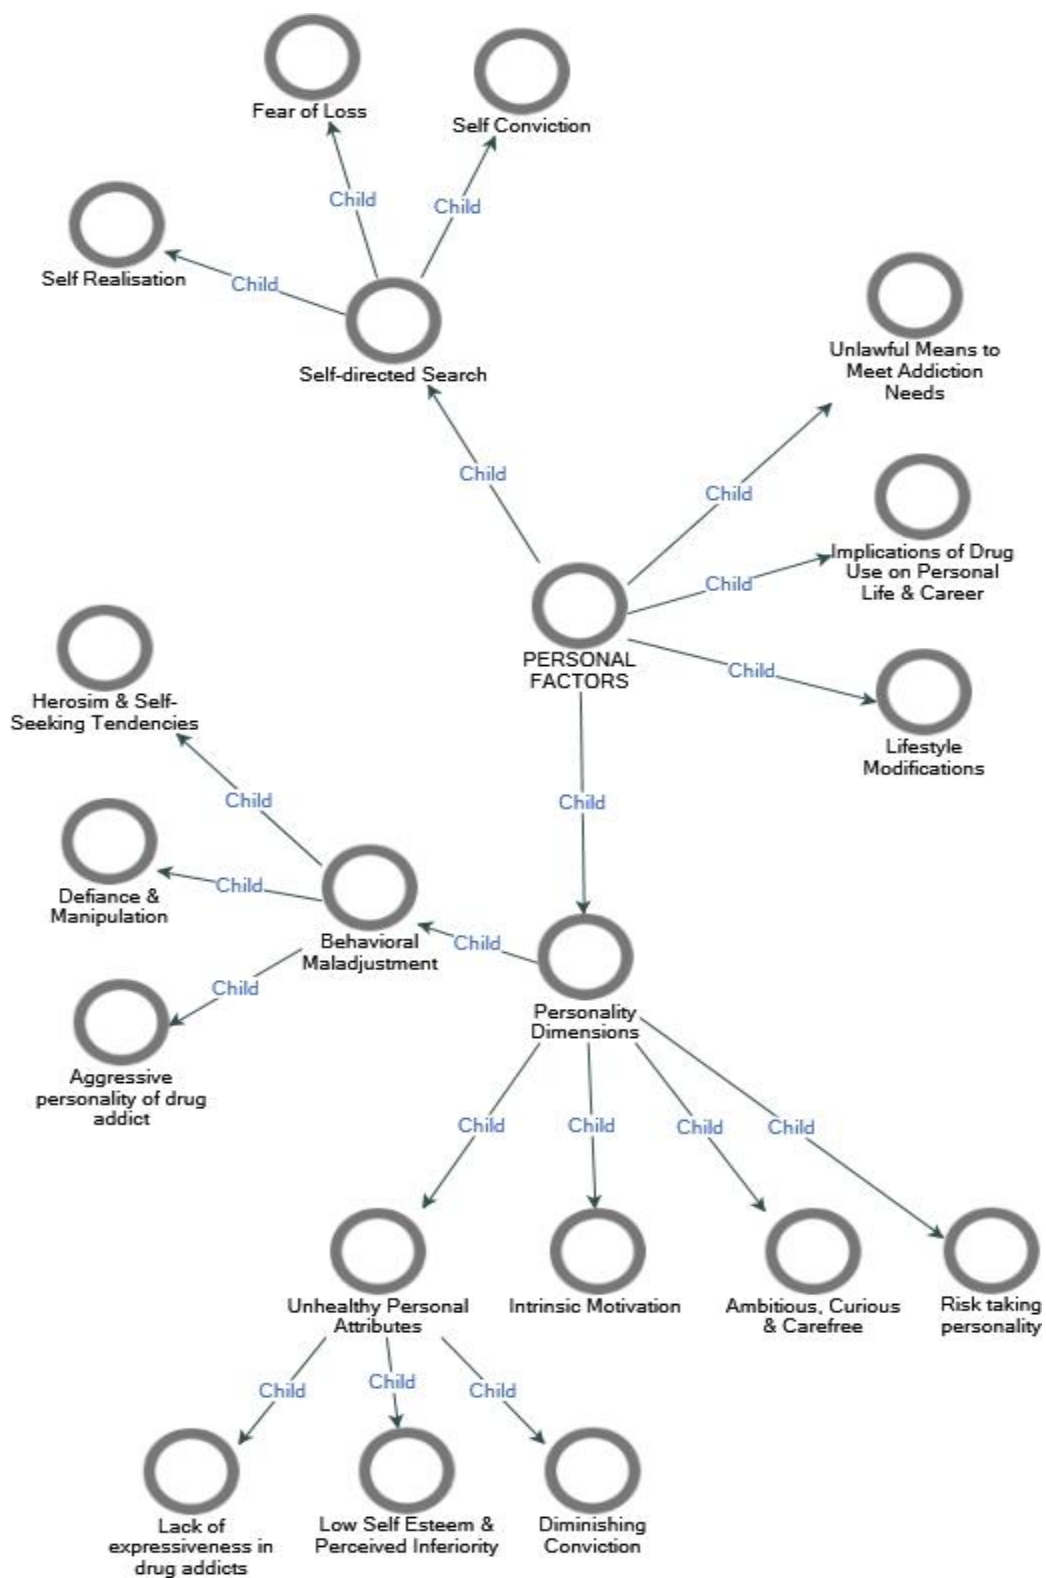 Fear of Loss
Self Conviction
Child
Child
Self Realisation
Child
Self-directed Search
Unlawful Means to
Meet Addiction
Needs
Child
Child
Implications of Drug
Use on Personal
Life & Career
Child
PERSONAL
FACTORS
Child
Lifestyle
Modifications
Herosim & Self-
Seeking Tendencies
Child
Child
Defiance &
Manipulation
Child
Behavioral
Maladjustment
Child
Child
Aggressive
personality of drug
addict
Personality
Dimensions
Child
Child
Child
Child
Unhealthy Personal
Attributes
Intrinsic Motivation
Ambitious, Curious
& Carefree
Risk taking
personality
Child
Child
Child
Lack of
expressiveness in
drug addicts
Low Self Esteem &
Perceived Inferiority
Diminishing
Conviction